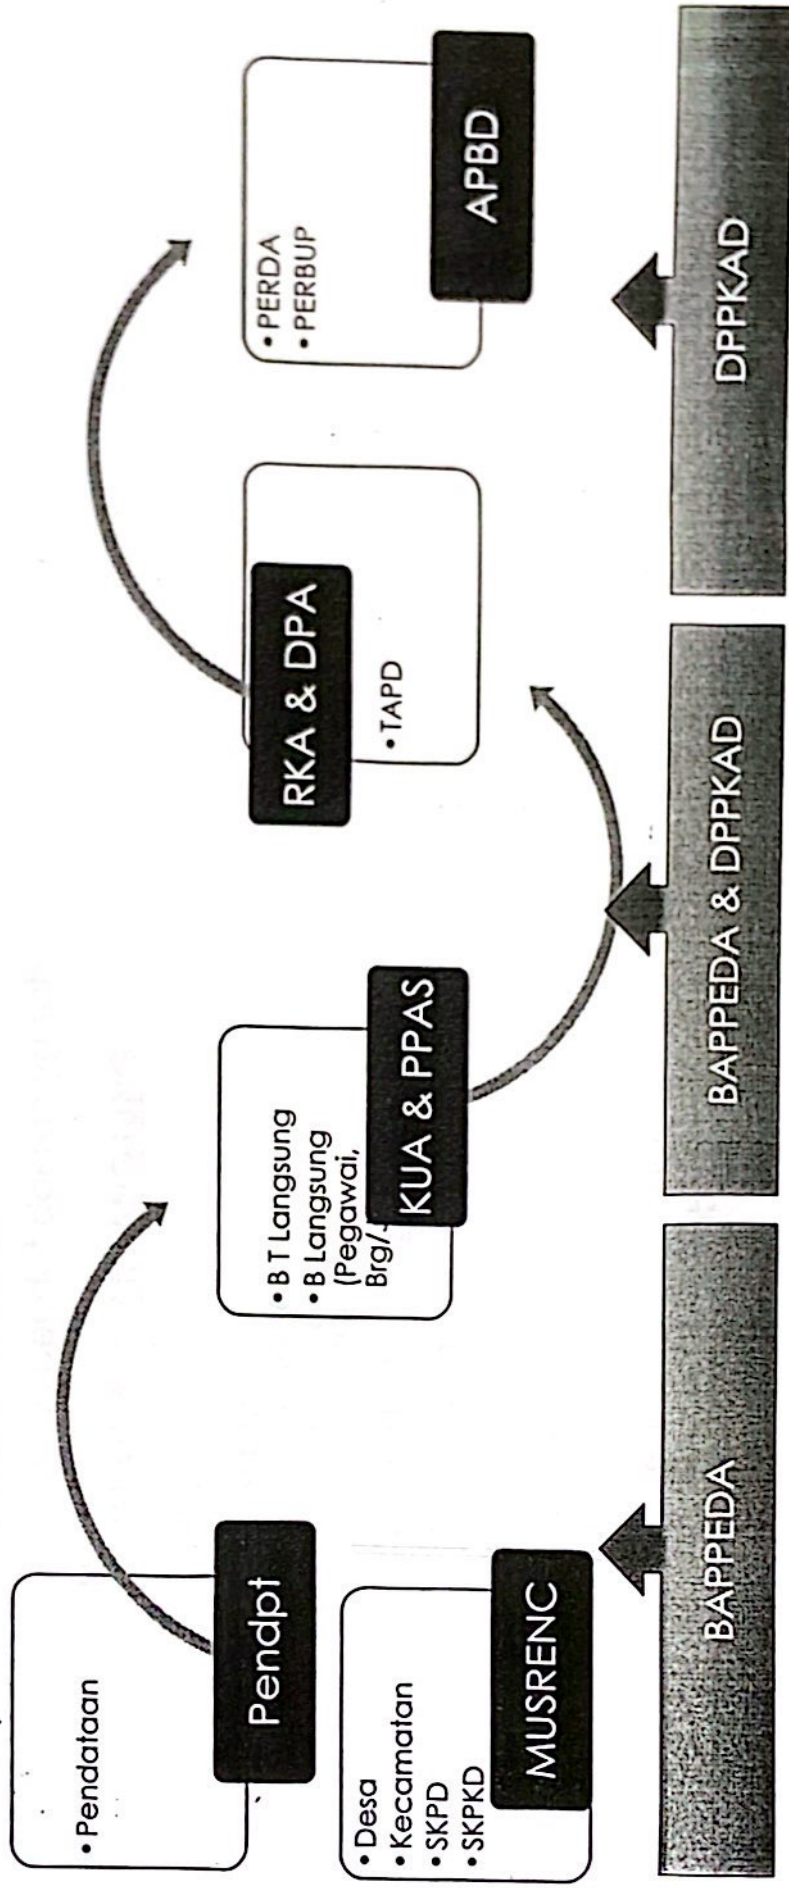 • Pendataan
Pendpt
• Desa
• Kecamatan
• SKPD
• SKPKD
MUSRENC
• B T Langsung
• B Langsung
(Pegawai,
Brg/
KUA & PPAS
RKA & DPA
• TAPD
• PERDA
• PERBUP
APBD
BAPPEDA
BAPPEDA & DPPKAD
DPPKAD